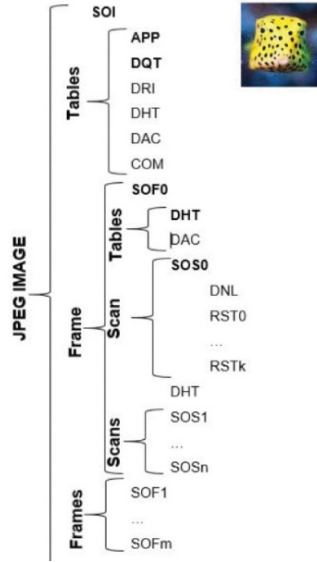 SOI
APP
DQT
DRI
DHT
DAC
COM
Tables
SOF0
DHT
DAC
Tables
SOS0
DNL
RST0
...
RSTk
Scan
DHT
SOS1
...
SOSn
Scans
Frame
SOF1
...
SOFm
Frames
JPEG IMAGE